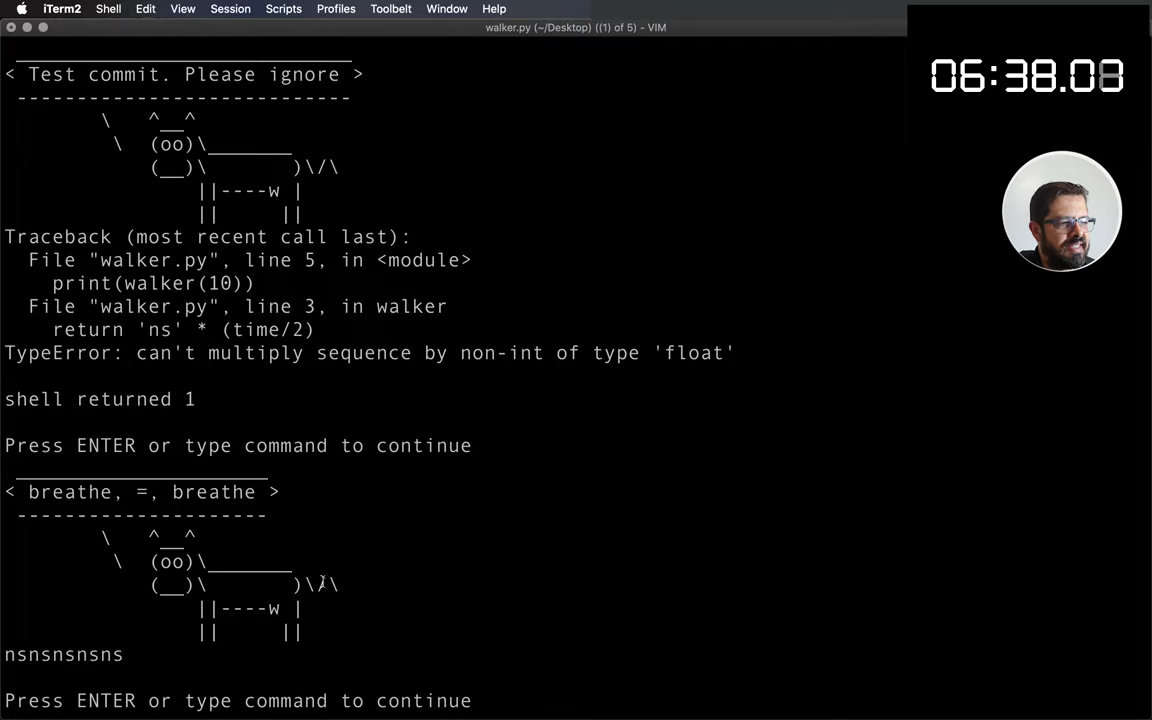 iTerm2 Shell Edit View Session Scripts Profiles Toolbelt Window Help
walker.py (~/Desktop) ((1) of 5) - VIM
06:38.03
 _____________________________
< Test commit. Please ignore >
 ----------------------------
        \   ^__^
         \  (oo)\_______
            (__)\       )\/\
                ||----w |
                ||     ||
Traceback (most recent call last):
  File "walker.py", line 5, in <module>
    print(walker(10))
  File "walker.py", line 3, in walker
    return 'ns' * (time/2)
TypeError: can't multiply sequence by non-int of type 'float'
shell returned 1
Press ENTER or type command to continue
 _____________________
< breathe, =, breathe >
 ---------------------
        \   ^__^
         \  (oo)\_______
            (__)\       )\/\
                ||----w |
                ||     ||
nsnsnsnsns
Press ENTER or type command to continue